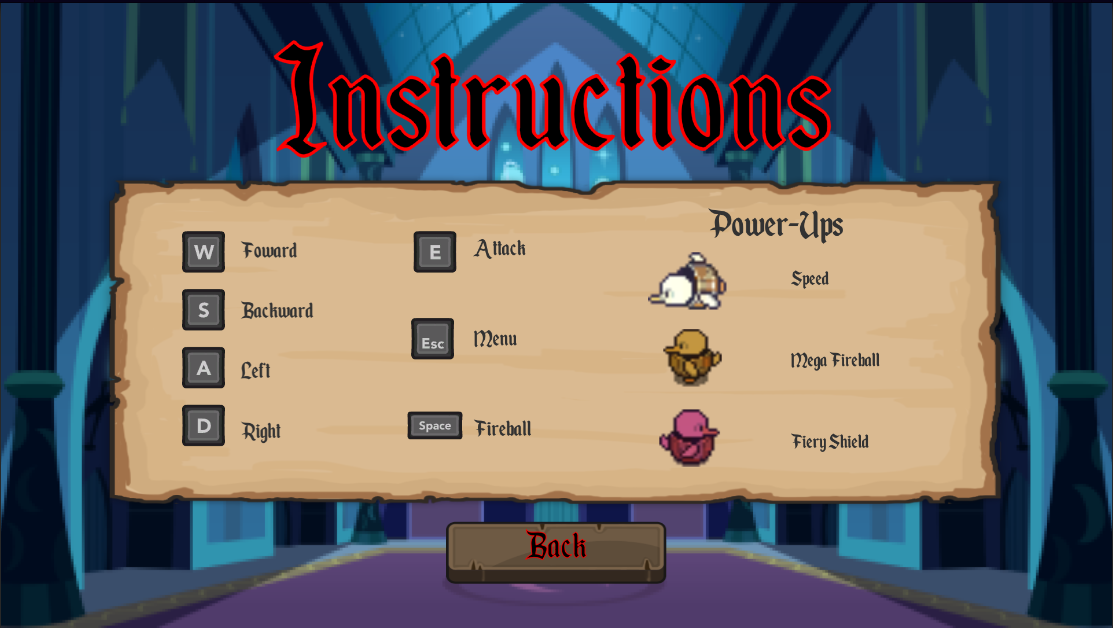 Instructions
W Foward
S Backward
A Left
D Right
E Attack
Esc Menu
Space Fireball
Power-Ups
Speed
Mega Fireball
Fiery Shield
Back